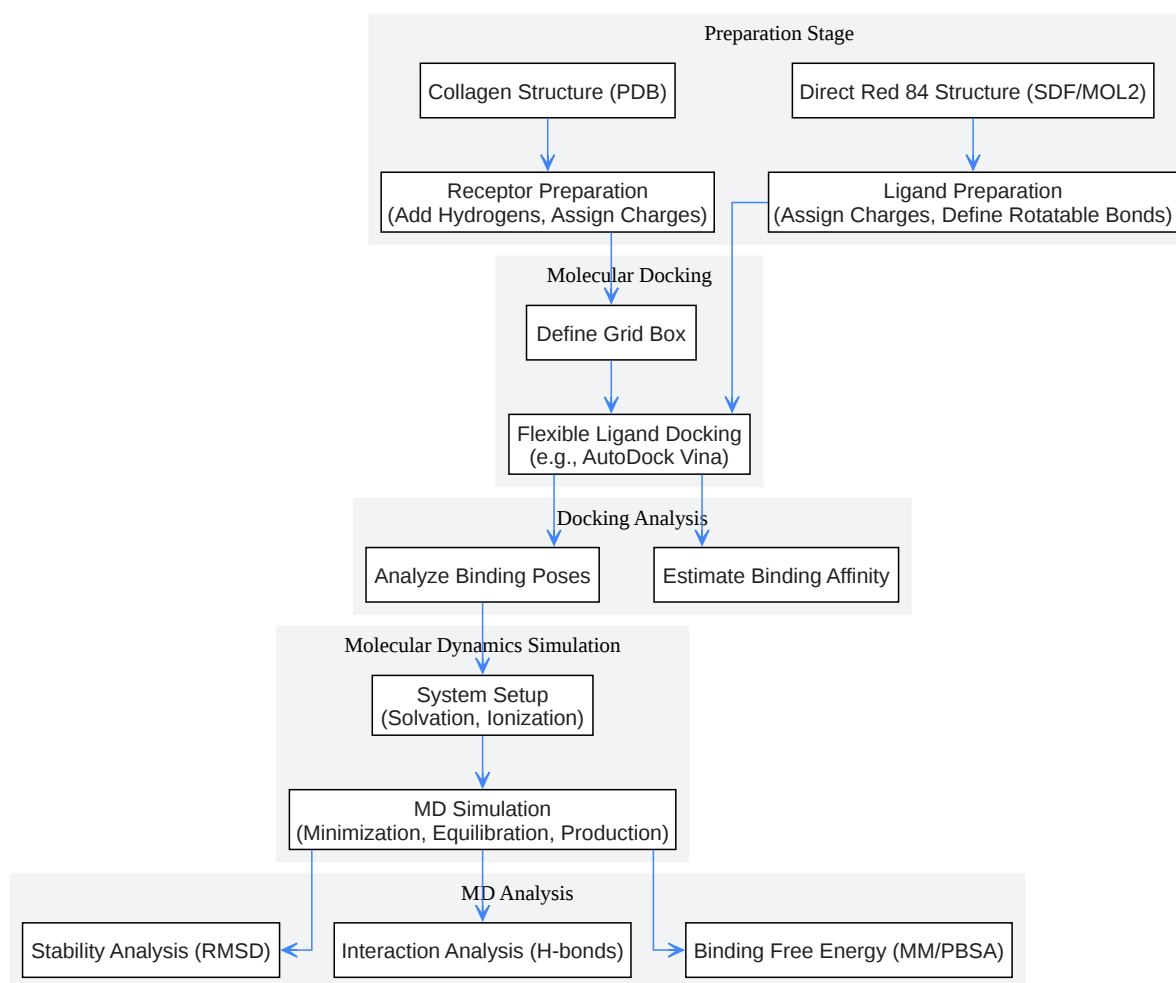 Preparation Stage
Collagen Structure (PDB)
Direct Red 84 Structure (SDF/MOL2)
Receptor Preparation
(Add Hydrogens, Assign Charges)
Ligand Preparation
(Assign Charges, Define Rotatable Bonds)
Molecular Docking
Define Grid Box
Flexible Ligand Docking
(e.g., AutoDock Vina)
Docking Analysis
Analyze Binding Poses
Estimate Binding Affinity
Molecular Dynamics Simulation
System Setup
(Solvation, Ionization)
MD Simulation
(Minimization, Equilibration, Production)
MD Analysis
Stability Analysis (RMSD)
Interaction Analysis (H-bonds)
Binding Free Energy (MM/PBSA)